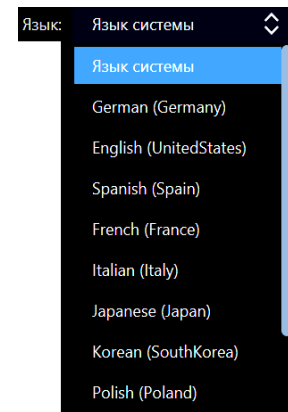 Язык: Язык системы
Язык системы
German (Germany)
English (UnitedStates)
Spanish (Spain)
French (France)
Italian (Italy)
Japanese (Japan)
Korean (SouthKorea)
Polish (Poland)